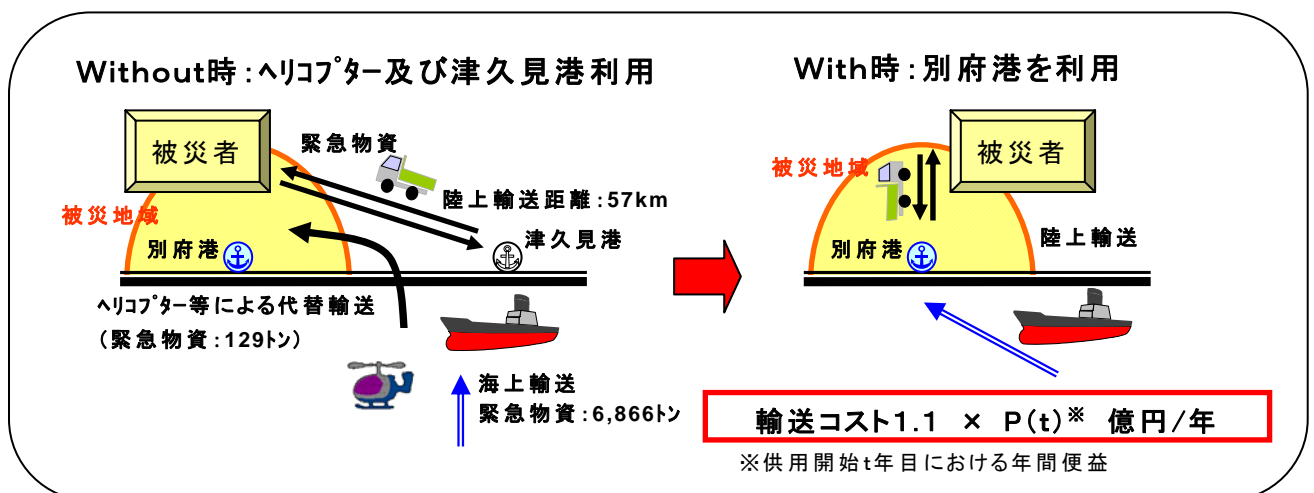 Without時:ヘリコプター及び津久見港利用
被災者
緊急物資
陸上輸送距離:57km
被災地域
別府港
津久見港
ヘリコプター等による代替輸送
(緊急物資:129トン)
海上輸送
緊急物資:6,866トン
With時:別府港を利用
被災者
被災地域
別府港
陸上輸送
輸送コスト1.1 × P(t)※ 億円/年
※供用開始t年目における年間便益